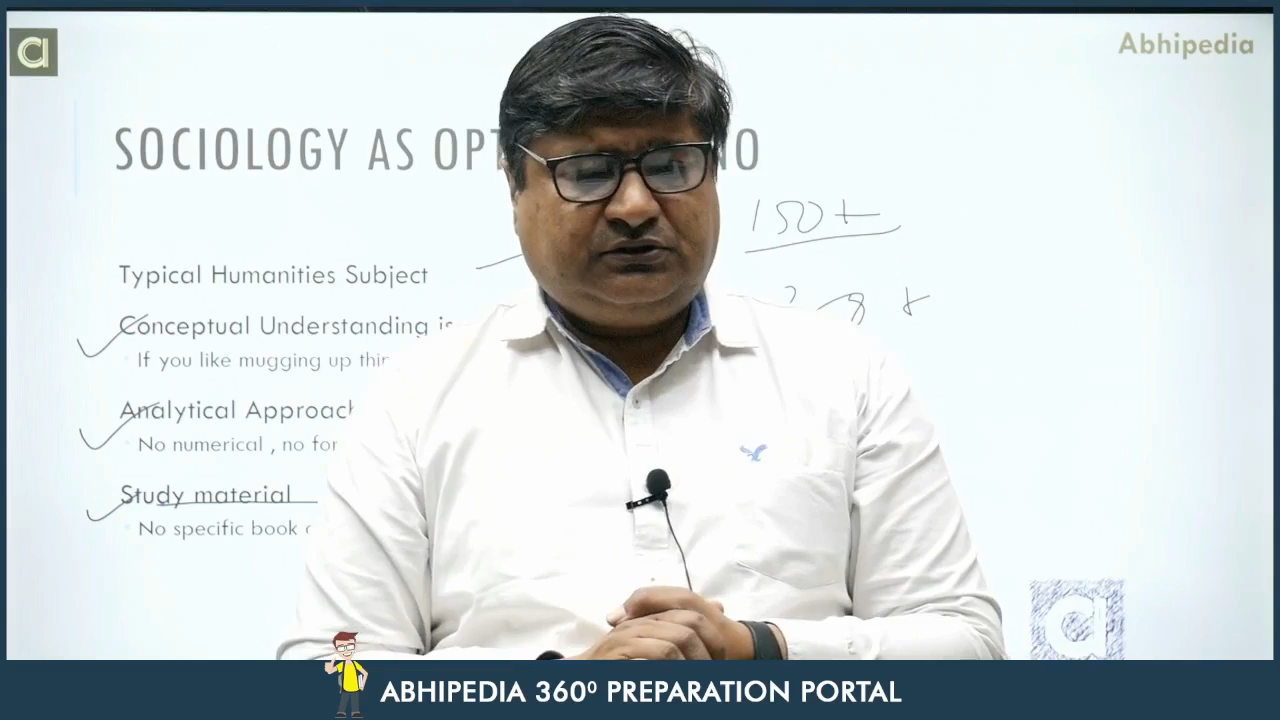 Abhipedia
SOCIOLOGY AS OPT NO
150+
Typical Humanities Subject
8 +
Conceptual Understanding is
If you like mugging up
Analytical Approach
No numerical , no for
Study material
No specific book
ABHIPEDIA 360⁰ PREPARATION PORTAL